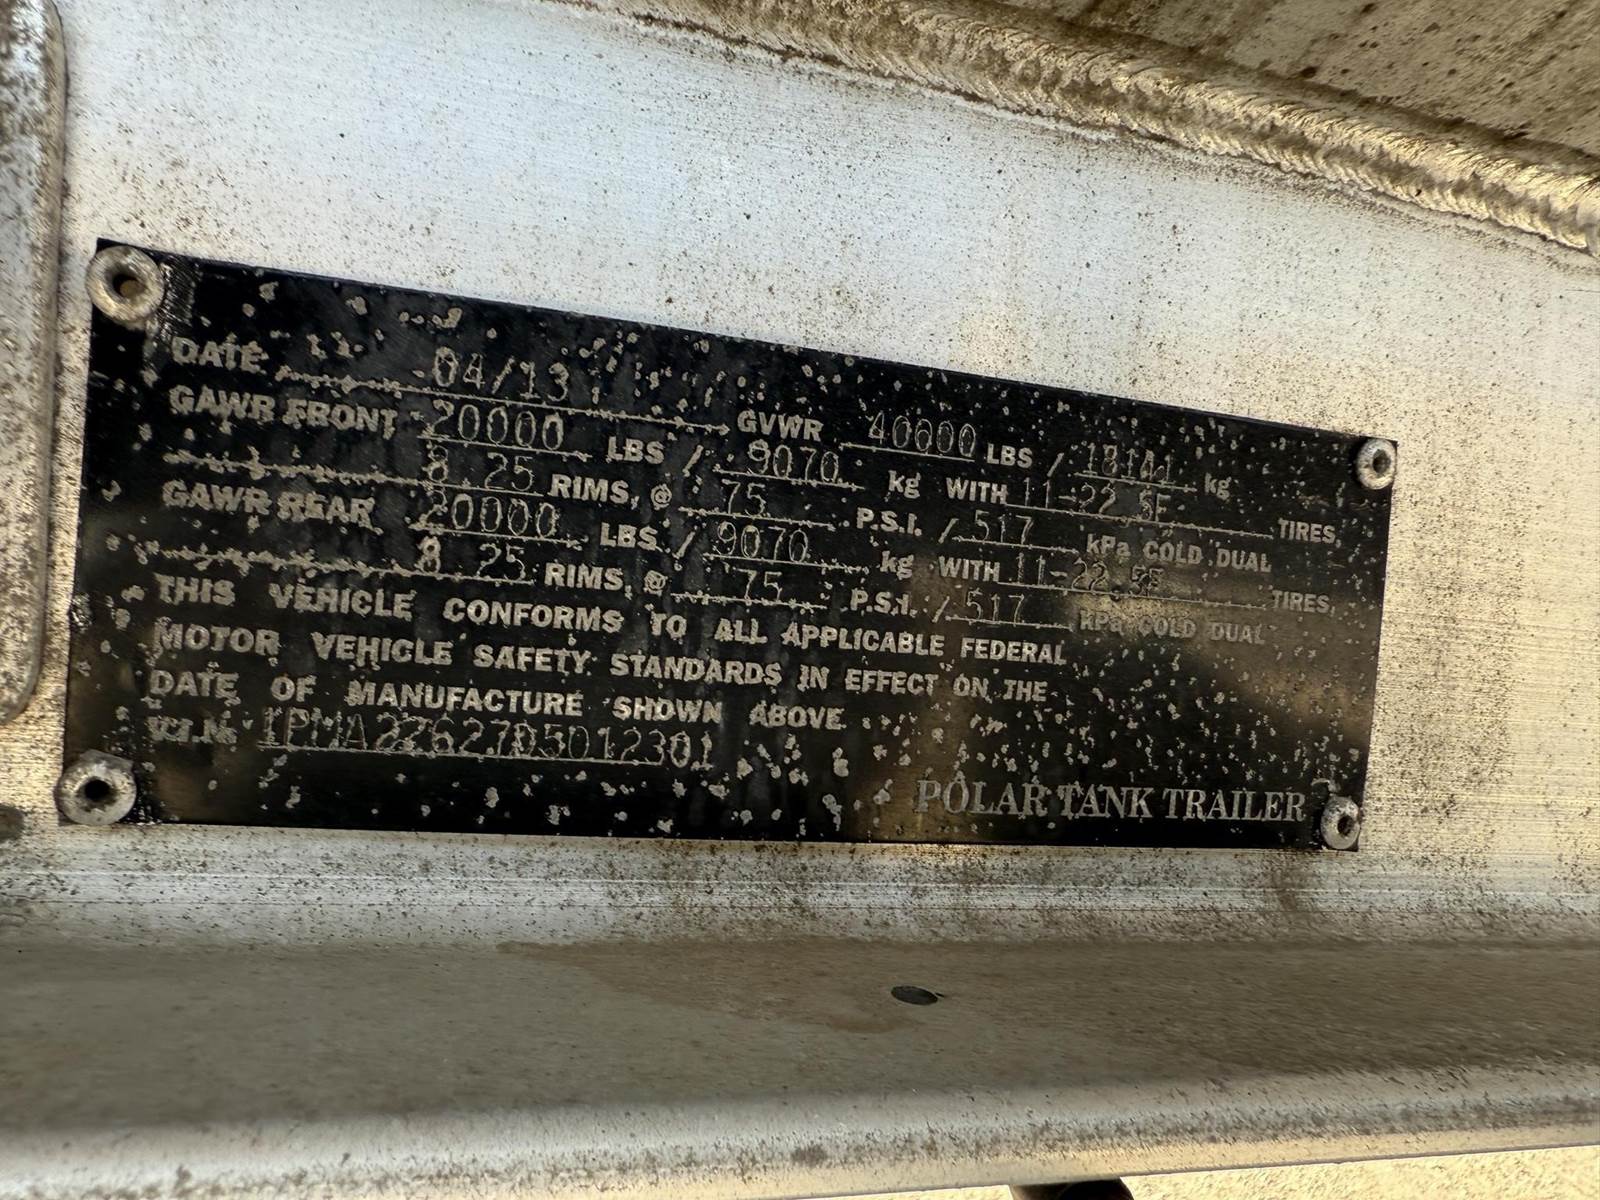 DATE 04/13 GVWR 40000 LBS / 18141 kg
GAWR FRONT 20000 LBS / 9070 kg WITH 11-22.5F TIRES,
8.25 RIMS, @ 75 P.S.I. / 517 kPa COLD DUAL
GAWR REAR 20000 LBS / 9070 kg WITH 11-22.5F TIRES,
8.25 RIMS, @ 75 P.S.I. / 517 kPa COLD DUAL
THIS VEHICLE CONFORMS TO ALL APPLICABLE FEDERAL
MOTOR VEHICLE SAFETY STANDARDS IN EFFECT ON THE
DATE OF MANUFACTURE SHOWN ABOVE
V.I.N.
POLAR TANK TRAILER